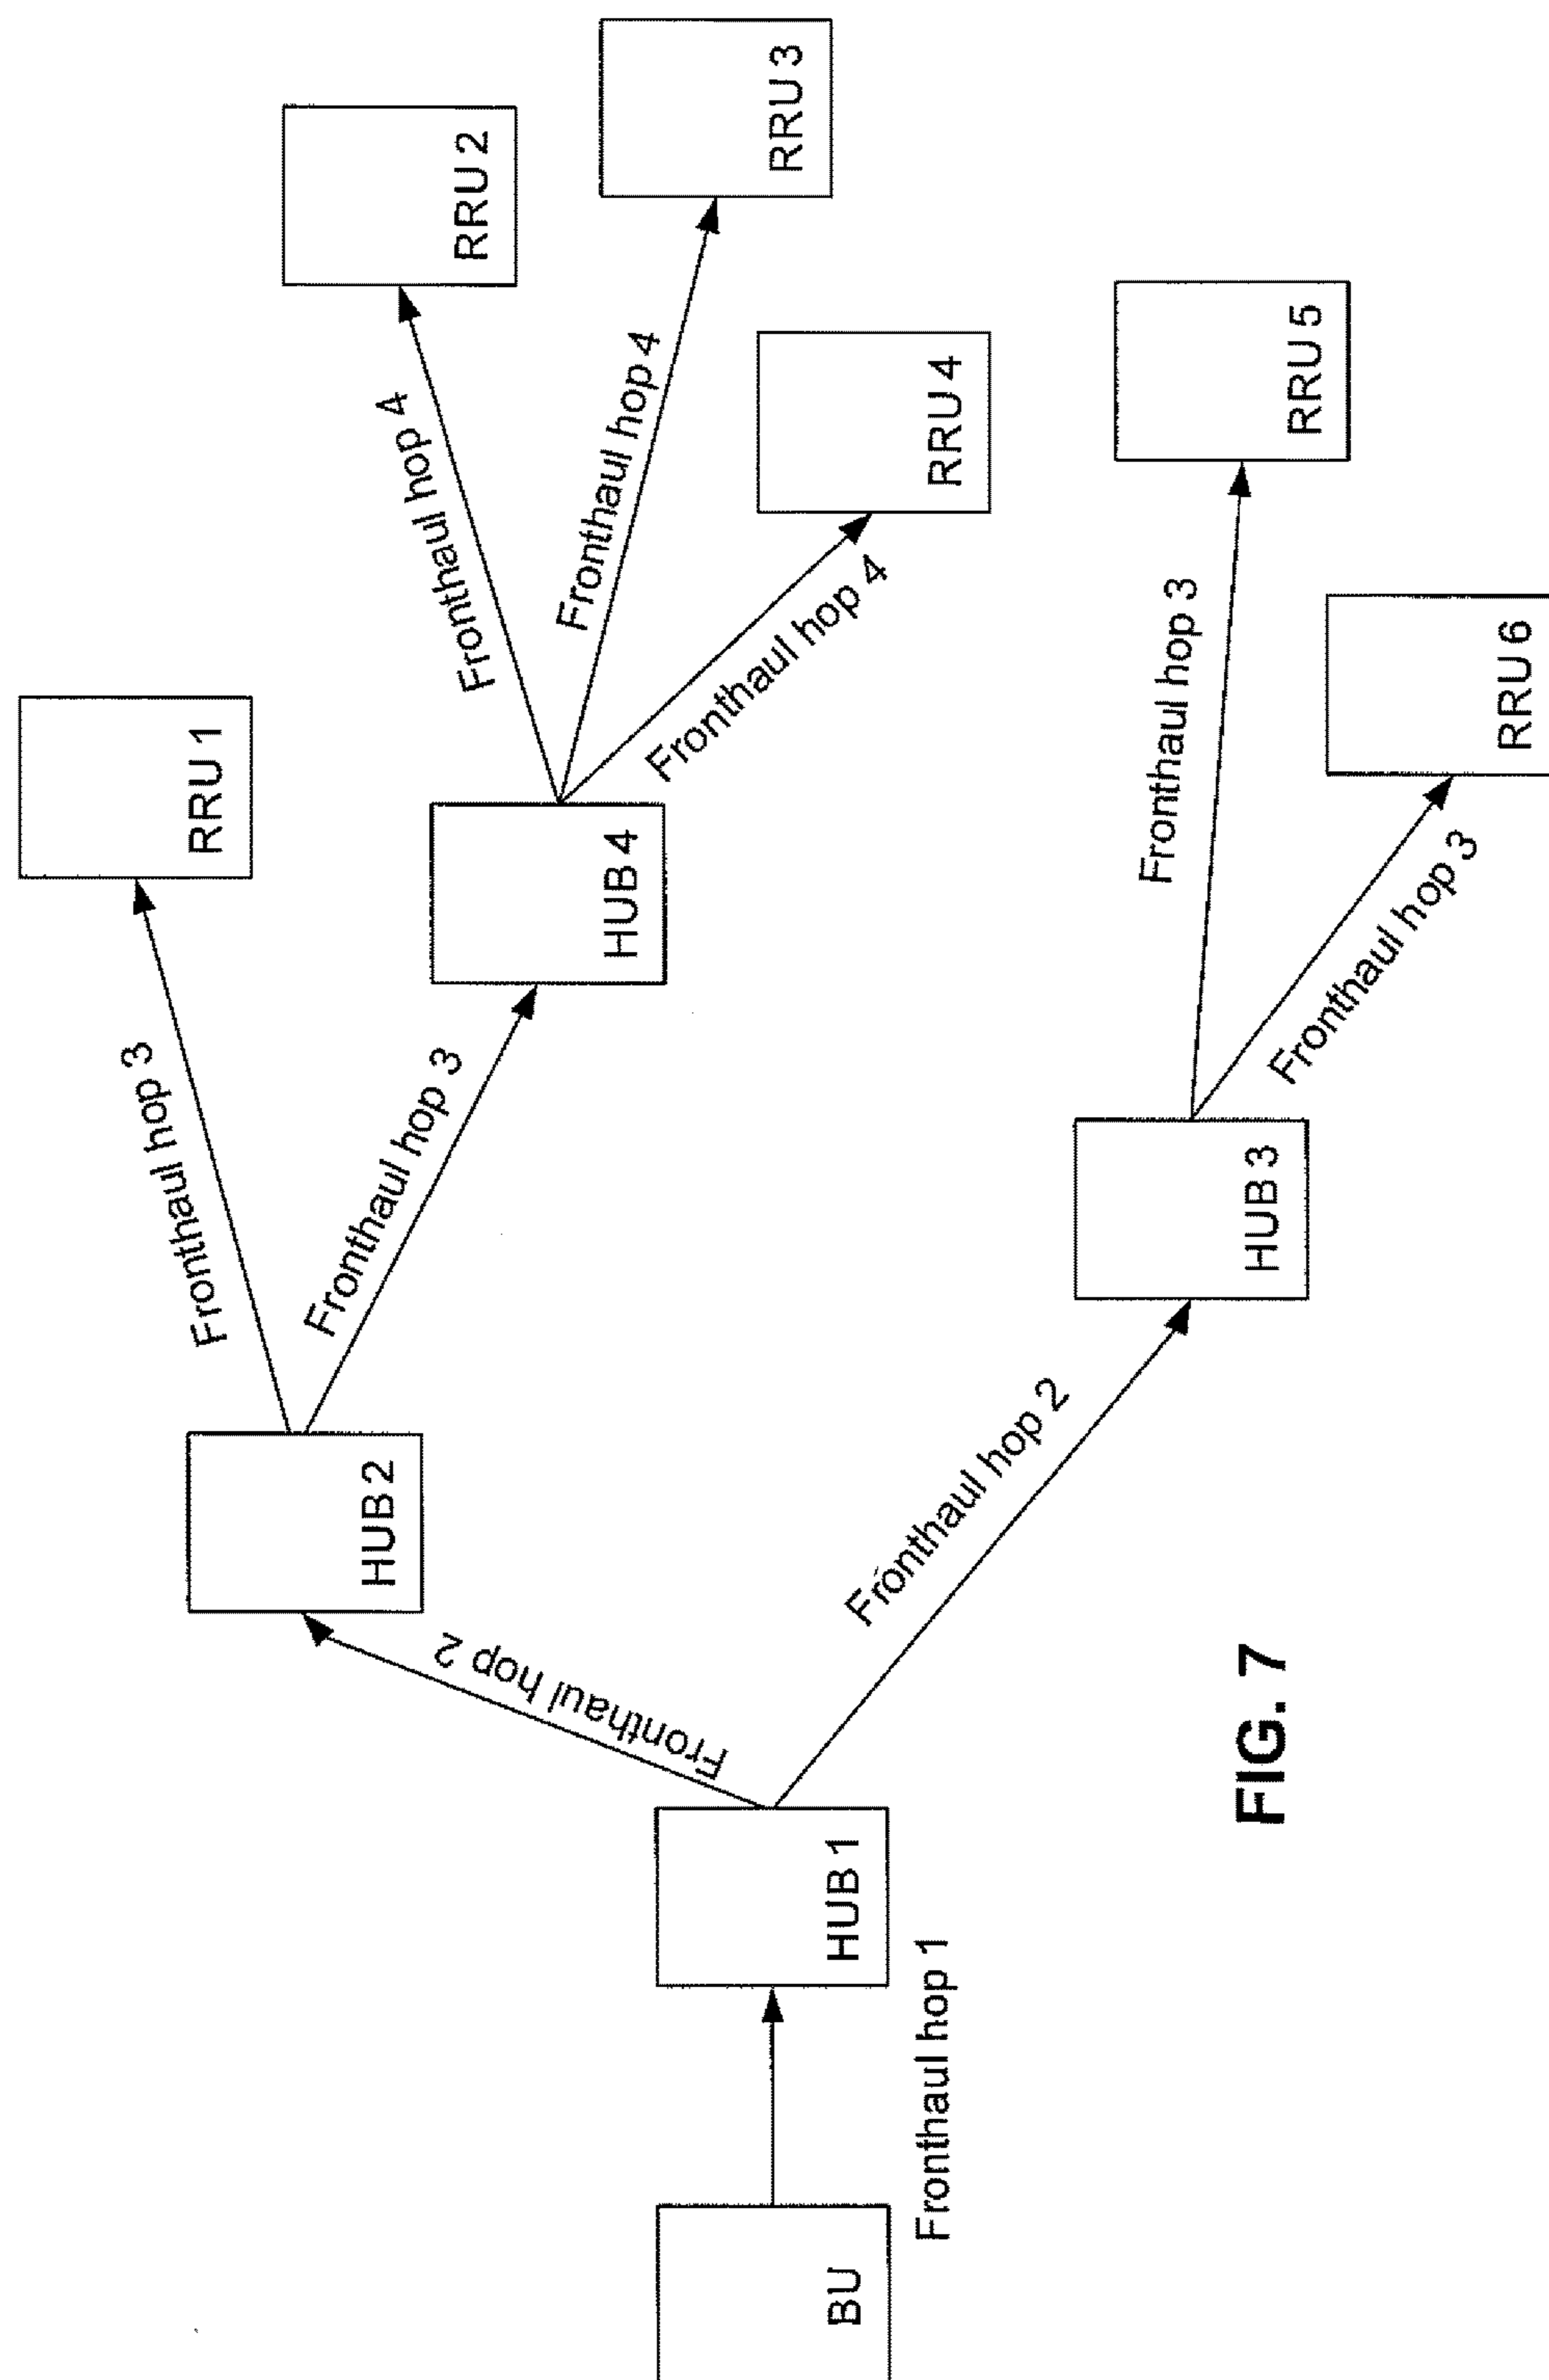 BU
Fronthaul hop 1
HUB 1
Fronthaul hop 2
Fronthaul hop 2
HUB 2
Fronthaul hop 3
Fronthaul hop 3
RRU 1
HUB 4
Fronthaul hop 4
Fronthaul hop 4
Fronthaul hop 4
RRU 2
RRU 3
RRU 4
HUB 3
Fronthaul hop 3
Fronthaul hop 3
RRU 5
RRU 6
FIG. 7